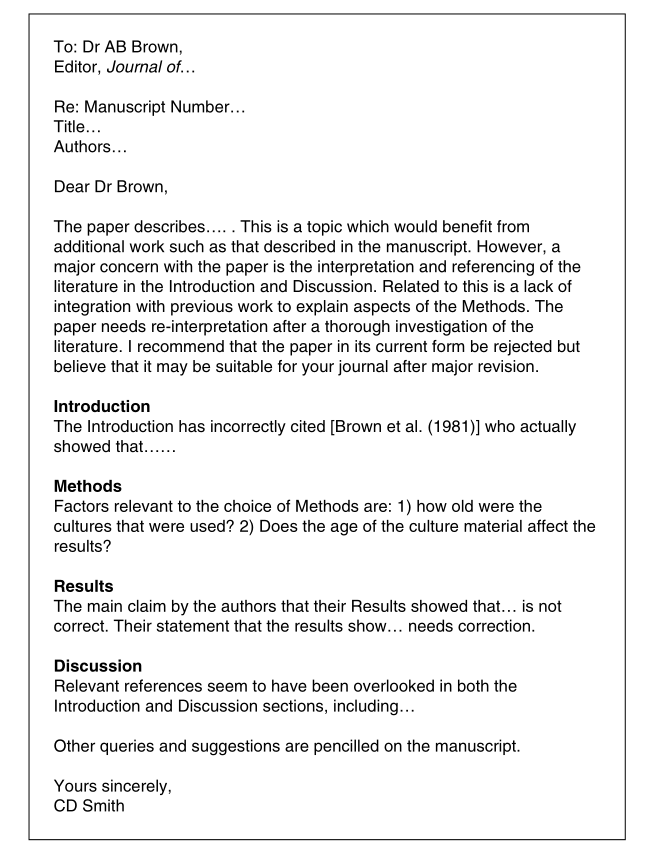 To: Dr AB Brown,
Editor, Journal of…
Re: Manuscript Number…
Title…
Authors…
Dear Dr Brown,
The paper describes…. . This is a topic which would benefit from
additional work such as that described in the manuscript. However, a
major concern with the paper is the interpretation and referencing of the
literature in the Introduction and Discussion. Related to this is a lack of
integration with previous work to explain aspects of the Methods. The
paper needs re-interpretation after a thorough investigation of the
literature. I recommend that the paper in its current form be rejected but
believe that it may be suitable for your journal after major revision.
Introduction
The Introduction has incorrectly cited [Brown et al. (1981)] who actually
showed that……
Methods
Factors relevant to the choice of Methods are: 1) how old were the
cultures that were used? 2) Does the age of the culture material affect the
results?
Results
The main claim by the authors that their Results showed that… is not
correct. Their statement that the results show… needs correction.
Discussion
Relevant references seem to have been overlooked in both the
Introduction and Discussion sections, including…
Other queries and suggestions are pencilled on the manuscript.
Yours sincerely,
CD Smith